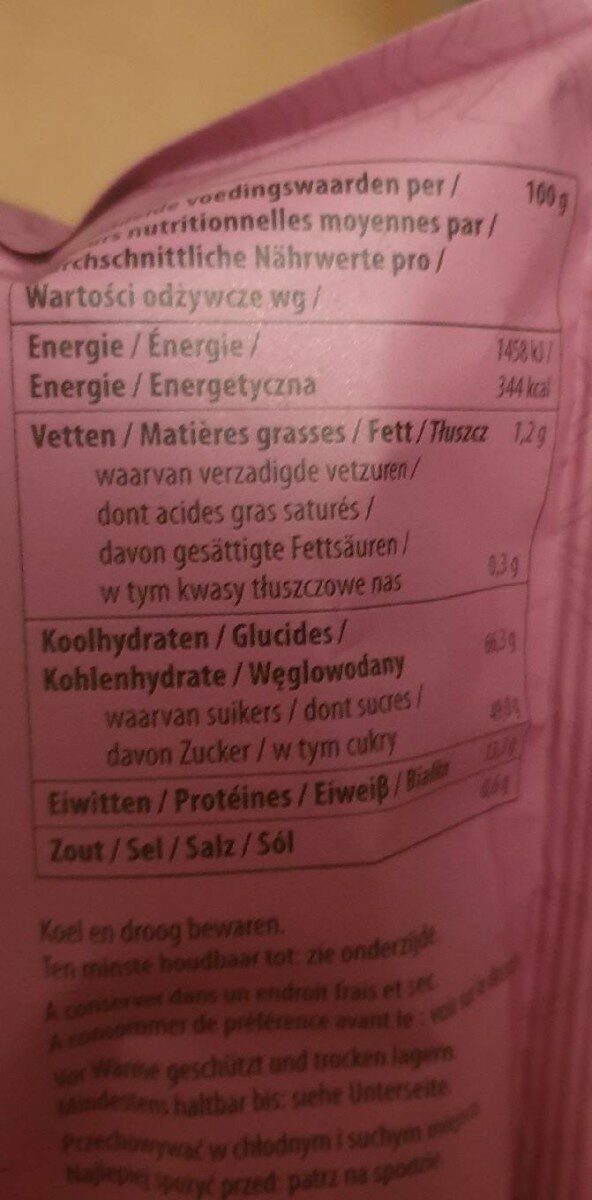 voedingswaarden per / 100 g
nutritionnelles moyennes par /
chschnittliche Nährwerte pro /
Wartości odżywcze wg /
Energie / Énergie / 1458 kJ /
Energie / Energetyczna 344 kcal
Vetten / Matières grasses / Fett / Tłuszcz 1,2 g
waarvan verzadigde vetzuren /
dont acides gras saturés /
davon gesättigte Fettsäuren /
w tym kwasy tłuszczowe nas 0,3 g
Koolhydraten / Glucides /
Kohlenhydrate / Węglowodany 66,3 g
waarvan suikers / dont sucres /
davon Zucker / w tym cukry
Eiwitten / Protéines / Eiweiß / Białko
Zout / Sel / Salz / Sól
Koel en droog bewaren.
Ten minste houdbaar tot: zie onderzijde
A conserver dans un endroit frais et sec.
A consommer de préférence avant le : voir
Vor Wärme geschützt und trocken lagern
Mindestens haltbar bis: siehe Unterseite
Przechowywać w chłodnym i suchym miejscu
Najlepiej spożyć przed: patrz na spodzie